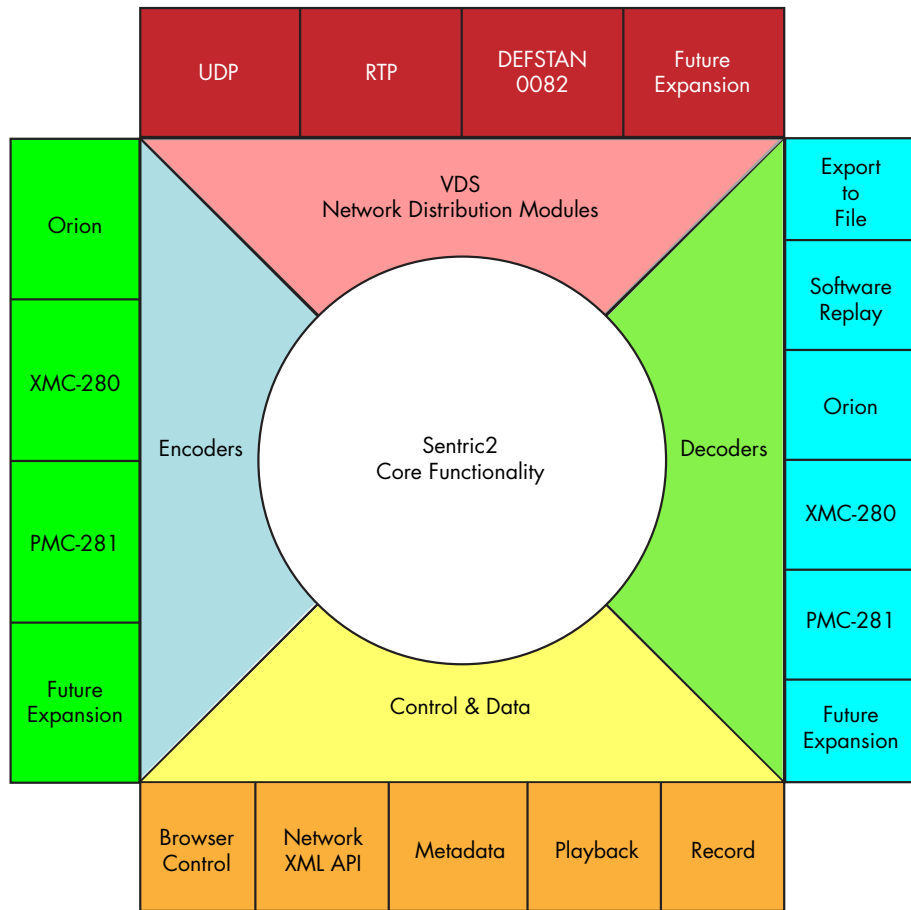 UDP
RTP
DEFSTAN
0082
Future
Expansion
VDS
Network Distribution Modules
Orion
XMC-280
PMC-281
Future
Expansion
Encoders
Sentric2
Core Functionality
Decoders
Export
to
File
Software
Replay
Orion
XMC-280
PMC-281
Future
Expansion
Control & Data
Browser
Control
Network
XML API
Metadata
Playback
Record